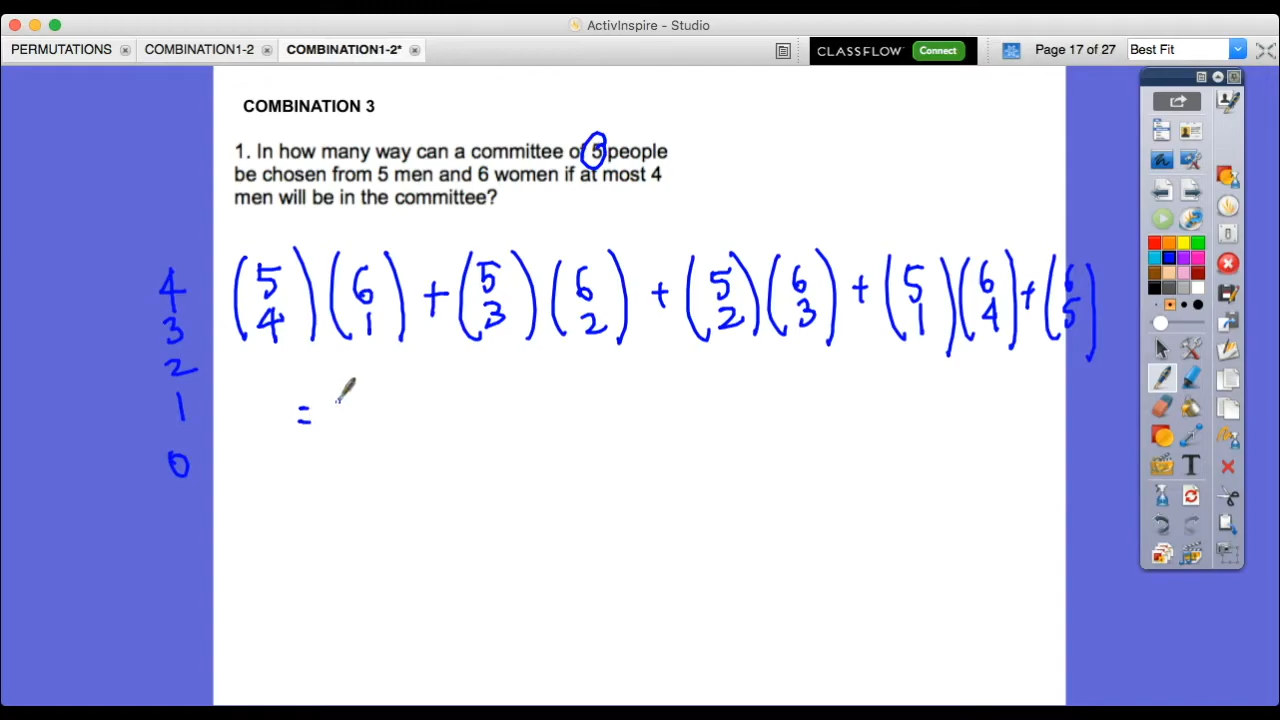 ActivInspire - Studio
PERMUTATIONS COMBINATION1-2 COMBINATION1-2* CLASSFLOW Connect Page 17 of 27 Best Fit
COMBINATION 3
1. In how many way can a committee of 5 people
be chosen from 5 men and 6 women if at most 4
men will be in the committee?
4 (5 4)(6 1) + (5 3)(6 2) + (5 2)(6 3) + (5 1)(6 4) + (6 5)
3
2
1 =
0
T